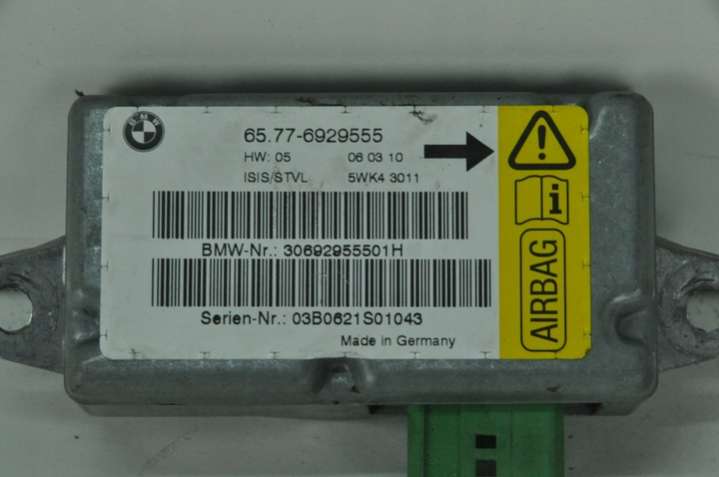 BMW
65.77-6929555
HW: 05 06 03 10
ISIS/STVL 5WK4 3011
BMW-Nr.: 30692955501H
Serien-Nr.: 03B0621S01043
Made in Germany
! i
AIRBAG